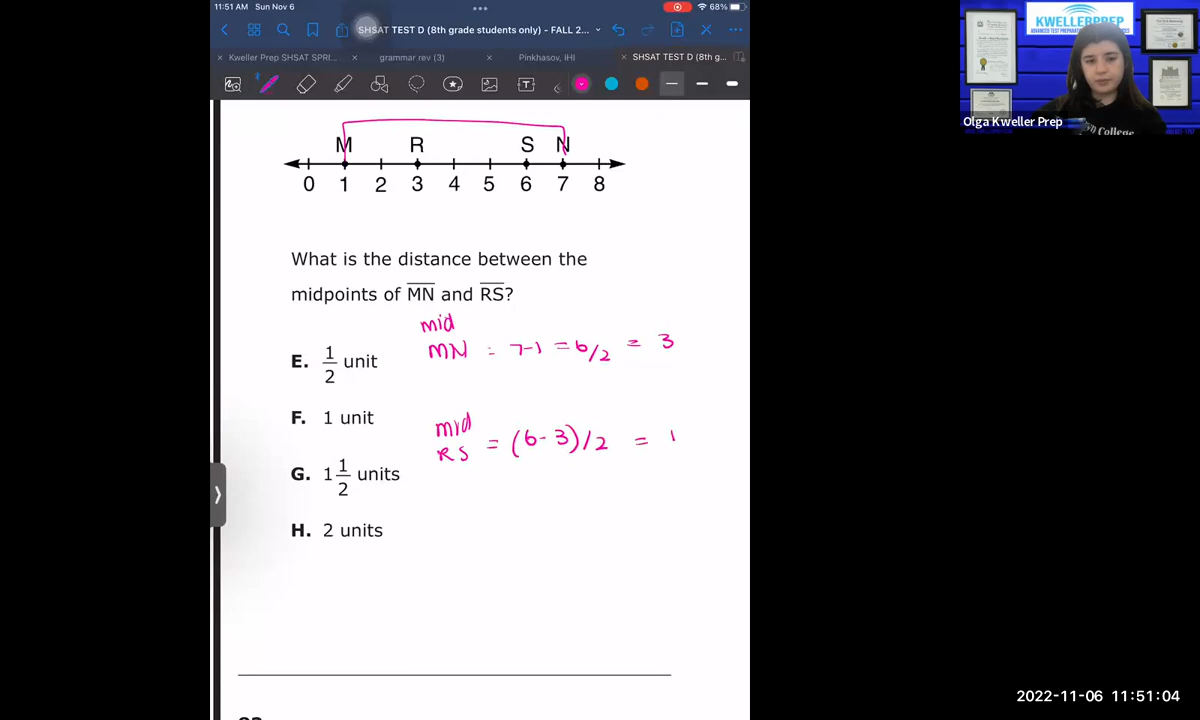 11:51 AM Sun Nov 6
68%
SHSAT TEST D (8th grade students only) - FALL 2...
Kweller Prep SHSAT SPRI...
grammar rev (3)
Pinkhasov, IHI
SHSAT TEST D (8th g...
KWELLERPREP
Olga Kweller Prep
College
M R S N
0 1 2 3 4 5 6 7 8
What is the distance between the
midpoints of MN and RS?
mid
MN = 7-1 = 6/2 = 3
E. 1/2 unit
F. 1 unit
mid
RS = (6-3)/2 = 1
G. 1 1/2 units
H. 2 units
2022-11-06 11:51:04